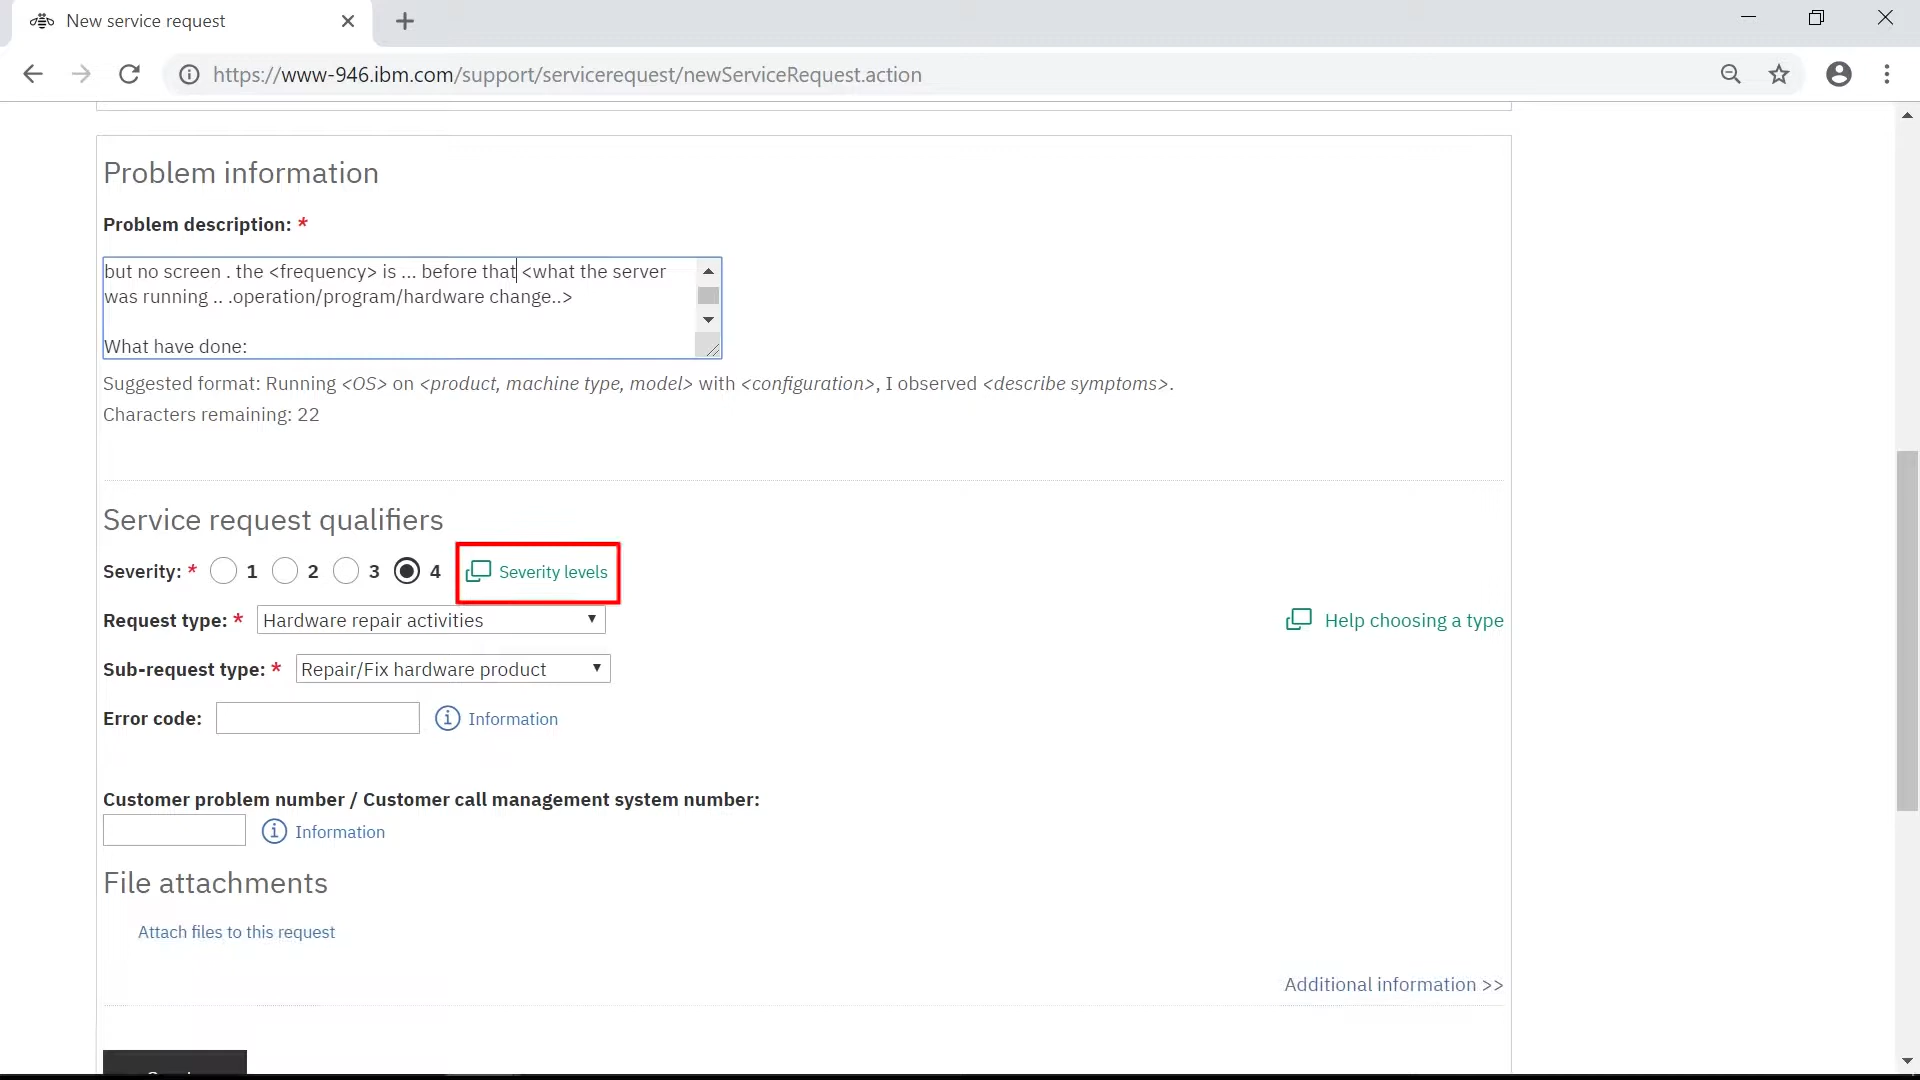 New service request
https://www-946.ibm.com/support/servicerequest/newServiceRequest.action
Problem information
Problem description: *
but no screen . the <frequency> is ... before that <what the server
was running .. .operation/program/hardware change..>
What have done:
Suggested format: Running <OS> on <product, machine type, model> with <configuration>, I observed <describe symptoms>.
Characters remaining: 22
Service request qualifiers
Severity: * 1 2 3 4 Severity levels
Request type: * Hardware repair activities Help choosing a type
Sub-request type: * Repair/Fix hardware product
Error code: Information
Customer problem number / Customer call management system number:
Information
File attachments
Attach files to this request
Additional information >>